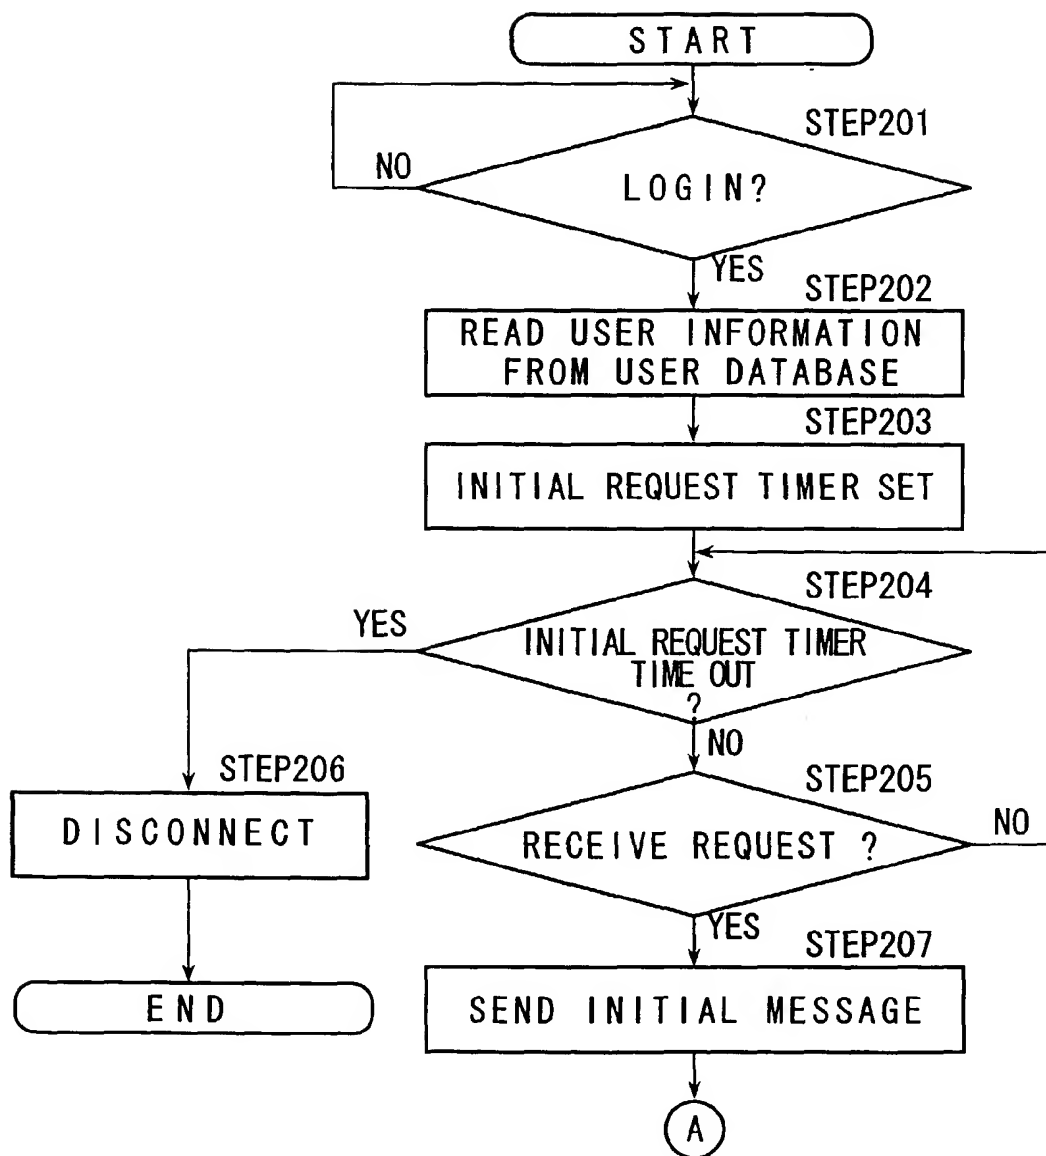 START
STEP201
NO
LOGIN?
YES
STEP202
READ USER INFORMATION
FROM USER DATABASE
STEP203
INITIAL REQUEST TIMER SET
STEP204
YES
INITIAL REQUEST TIMER
TIME OUT
?
NO
STEP206
STEP205
DISCONNECT
RECEIVE REQUEST ?
NO
YES
STEP207
END
SEND INITIAL MESSAGE
A